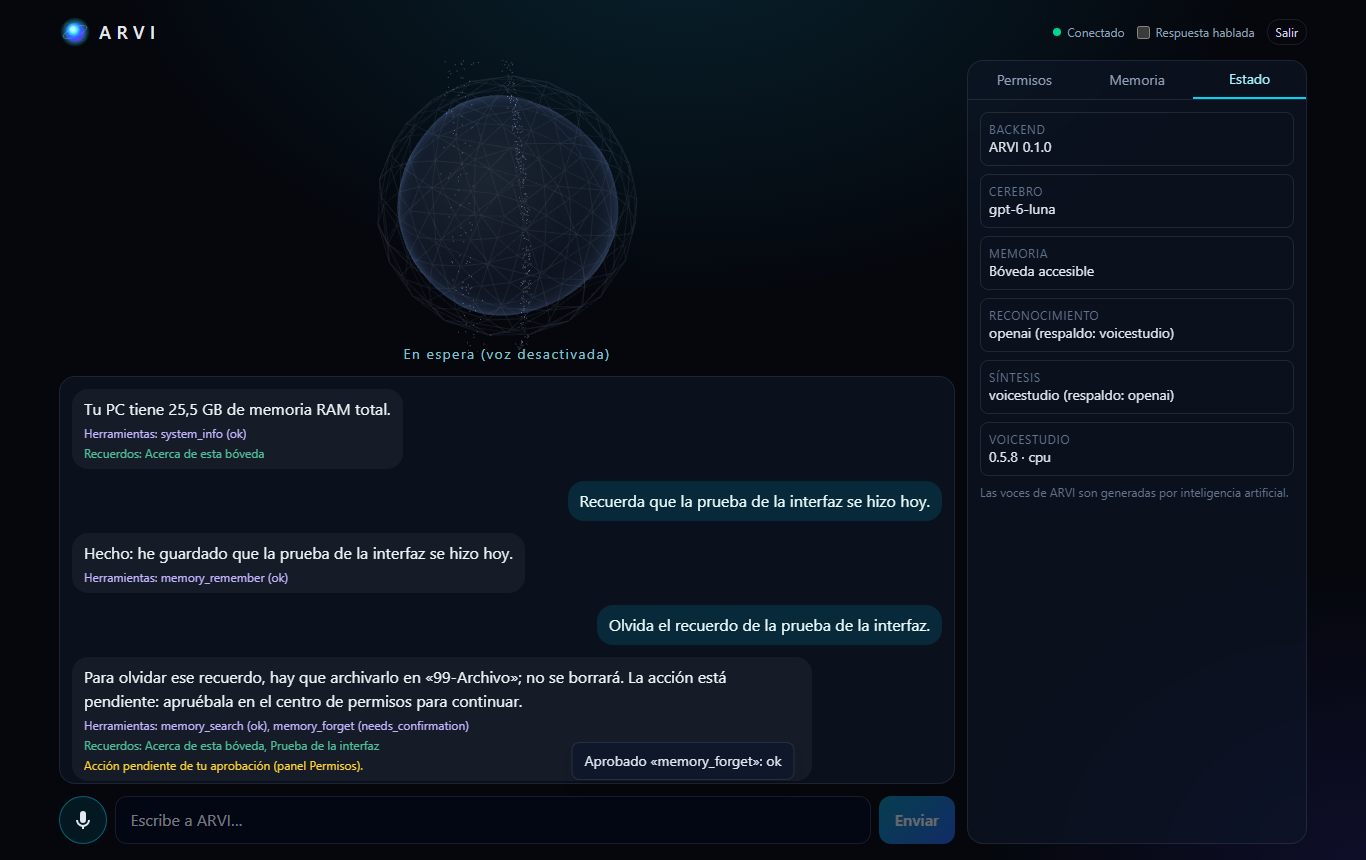 ARVI
Conectado
Respuesta hablada
Salir
En espera (voz desactivada)
Tu PC tiene 25,5 GB de memoria RAM total.
Herramientas: system_info (ok)
Recuerdos: Acerca de esta bóveda
Recuerda que la prueba de la interfaz se hizo hoy.
Hecho: he guardado que la prueba de la interfaz se hizo hoy.
Herramientas: memory_remember (ok)
Olvida el recuerdo de la prueba de la interfaz.
Para olvidar ese recuerdo, hay que archivarlo en «99-Archivo»; no se borrará. La acción está
pendiente: apruébala en el centro de permisos para continuar.
Herramientas: memory_search (ok), memory_forget (needs_confirmation)
Recuerdos: Acerca de esta bóveda, Prueba de la interfaz
Acción pendiente de tu aprobación (panel Permisos).
Aprobado «memory_forget»: ok
Escribe a ARVI...
Enviar
Permisos
Memoria
Estado
BACKEND
ARVI 0.1.0
CEREBRO
gpt-6-luna
MEMORIA
Bóveda accesible
RECONOCIMIENTO
openai (respaldo: voicestudio)
SÍNTESIS
voicestudio (respaldo: openai)
VOICESTUDIO
0.5.8 · cpu
Las voces de ARVI son generadas por inteligencia artificial.